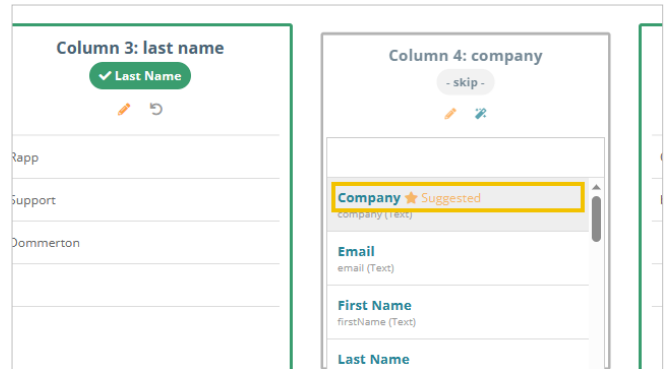 Column 3: last name
Last Name
Rapp
Support
Dommerton
Column 4: company
- skip -
Company Suggested
company (Text)
Email
email (Text)
First Name
firstName (Text)
Last Name